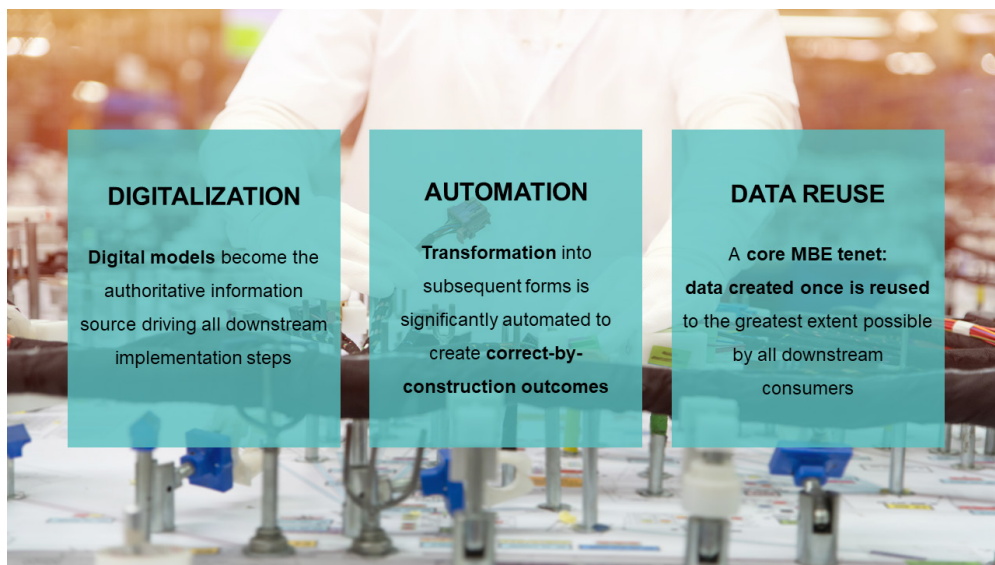 DIGITALIZATION
Digital models become the
authoritative information
source driving all downstream
implementation steps
AUTOMATION
Transformation into
subsequent forms is
significantly automated to
create correct-by-
construction outcomes
DATA REUSE
A core MBE tenet:
data created once is reused
to the greatest extent possible
by all downstream
consumers